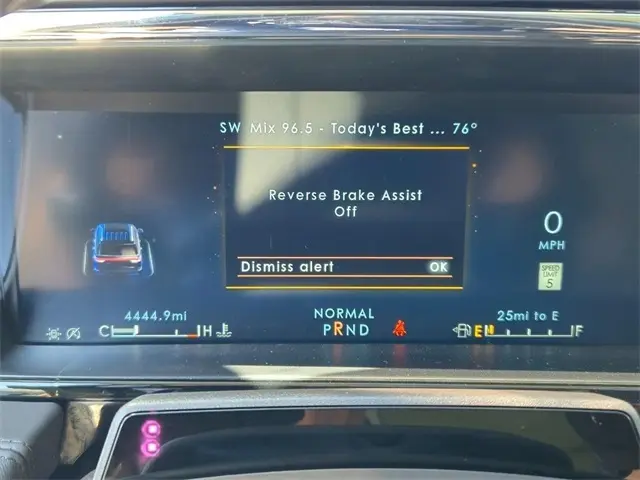 SW Mix 96.5 - Today's Best ... 76°
Reverse Brake Assist
Off
Dismiss alert OK
0
MPH
SPEED
LIMIT
5
4444.9mi
NORMAL
25mi to E
C H
PRND
E F